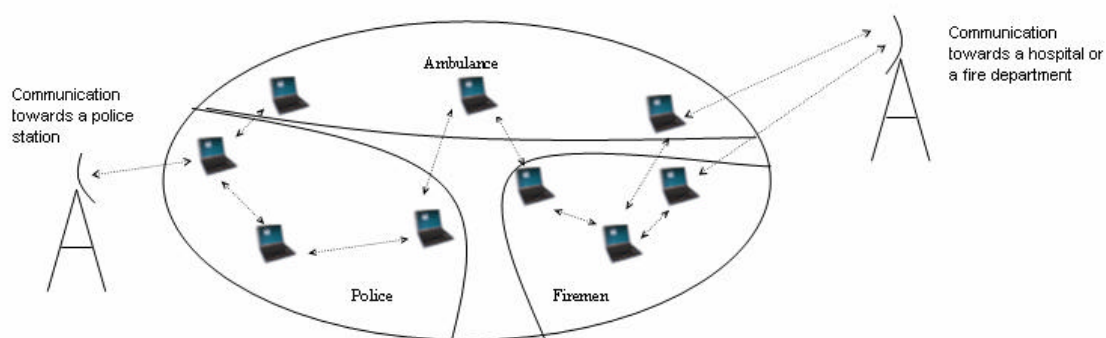 Communication
towards a police
station
Ambulance
Communication
towards a hospital or
a fire department
Police
Firemen